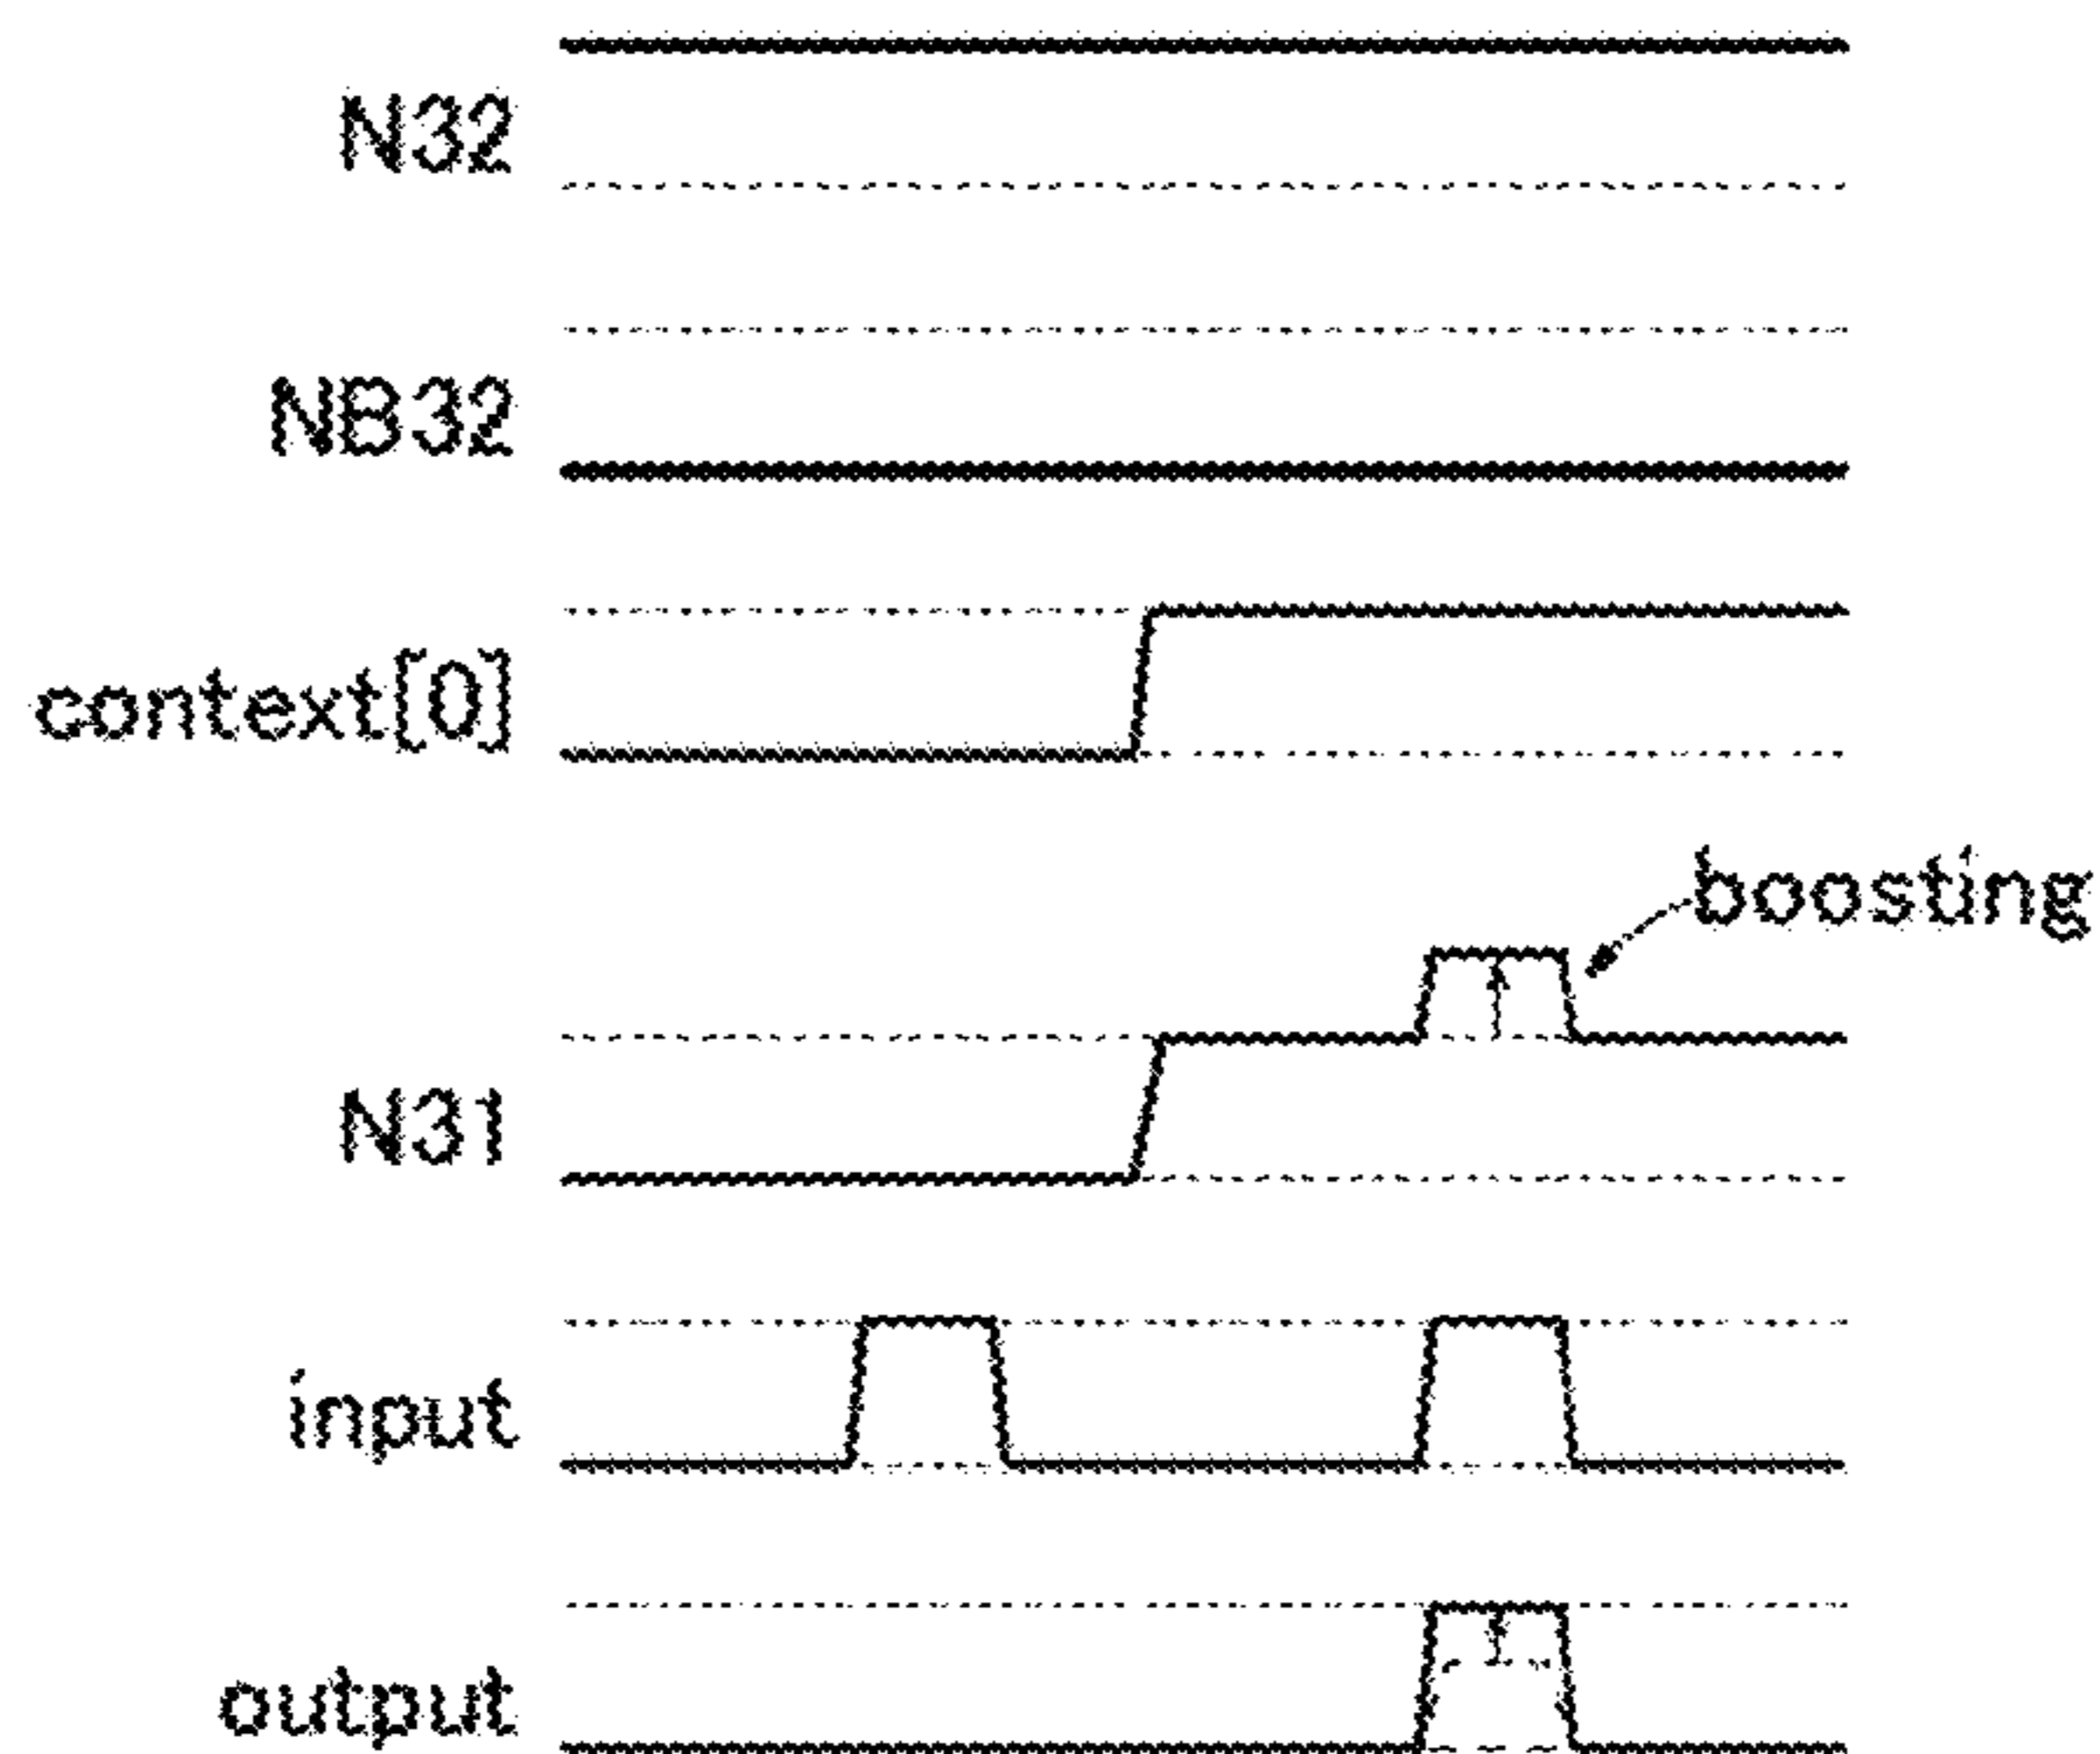 N32
NB32
context[0]
boosting
N31
input
output